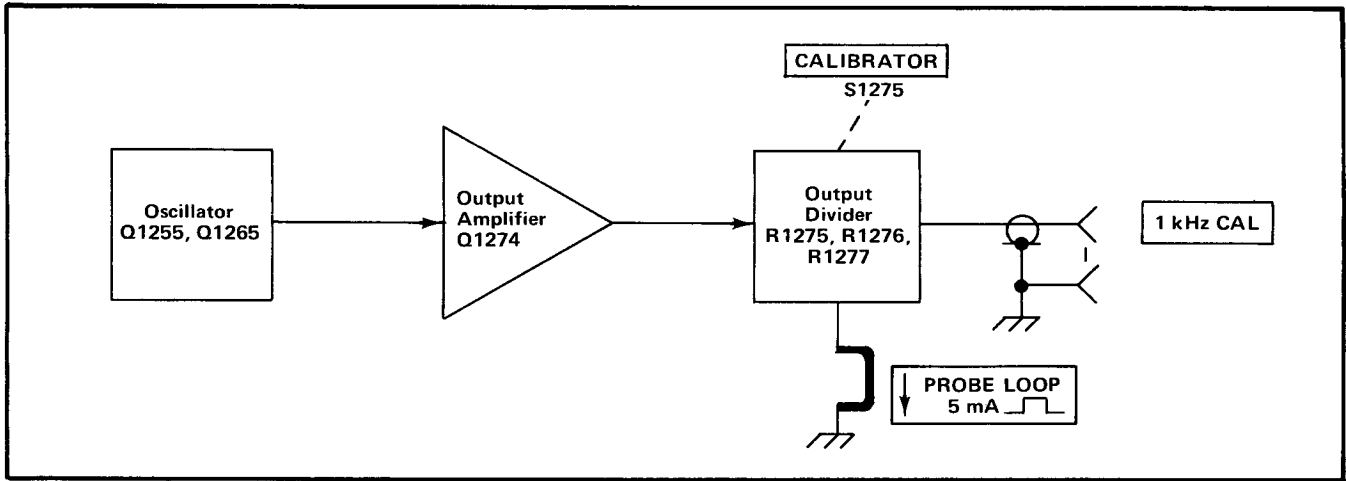 CALIBRATOR
S1275
Oscillator
Q1255, Q1265
Output
Amplifier
Q1274
Output
Divider
R1275, R1276,
R1277
1 kHz CAL
PROBE LOOP
5 mA